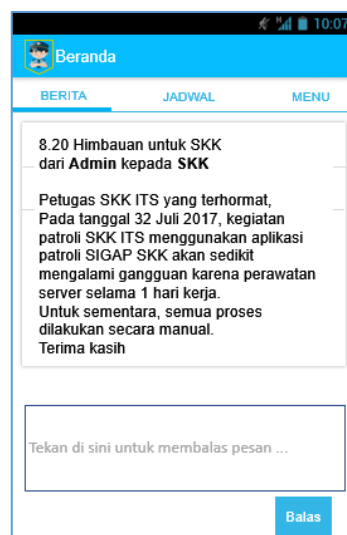 H 10:07
Beranda
BERITA JADWAL MENU
8.20 Himbauan untuk SKK
dari Admin kepada SKK
Petugas SKK ITS yang terhormat,
Pada tanggal 32 Juli 2017, kegiatan
patroli SKK ITS menggunakan aplikasi
patroli SIGAP SKK akan sedikit
mengalami gangguan karena perawatan
server selama 1 hari kerja.
Untuk sementara, semua proses
dilakukan secara manual.
Terima kasih
Tekan di sini untuk membalas pesan ...
Balas